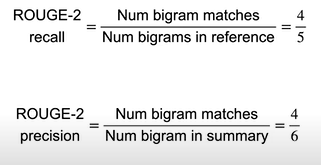 ROUGE-2 recall = Num bigram matches / Num bigrams in reference = 4/5
ROUGE-2 precision = Num bigram matches / Num bigram in summary = 4/6